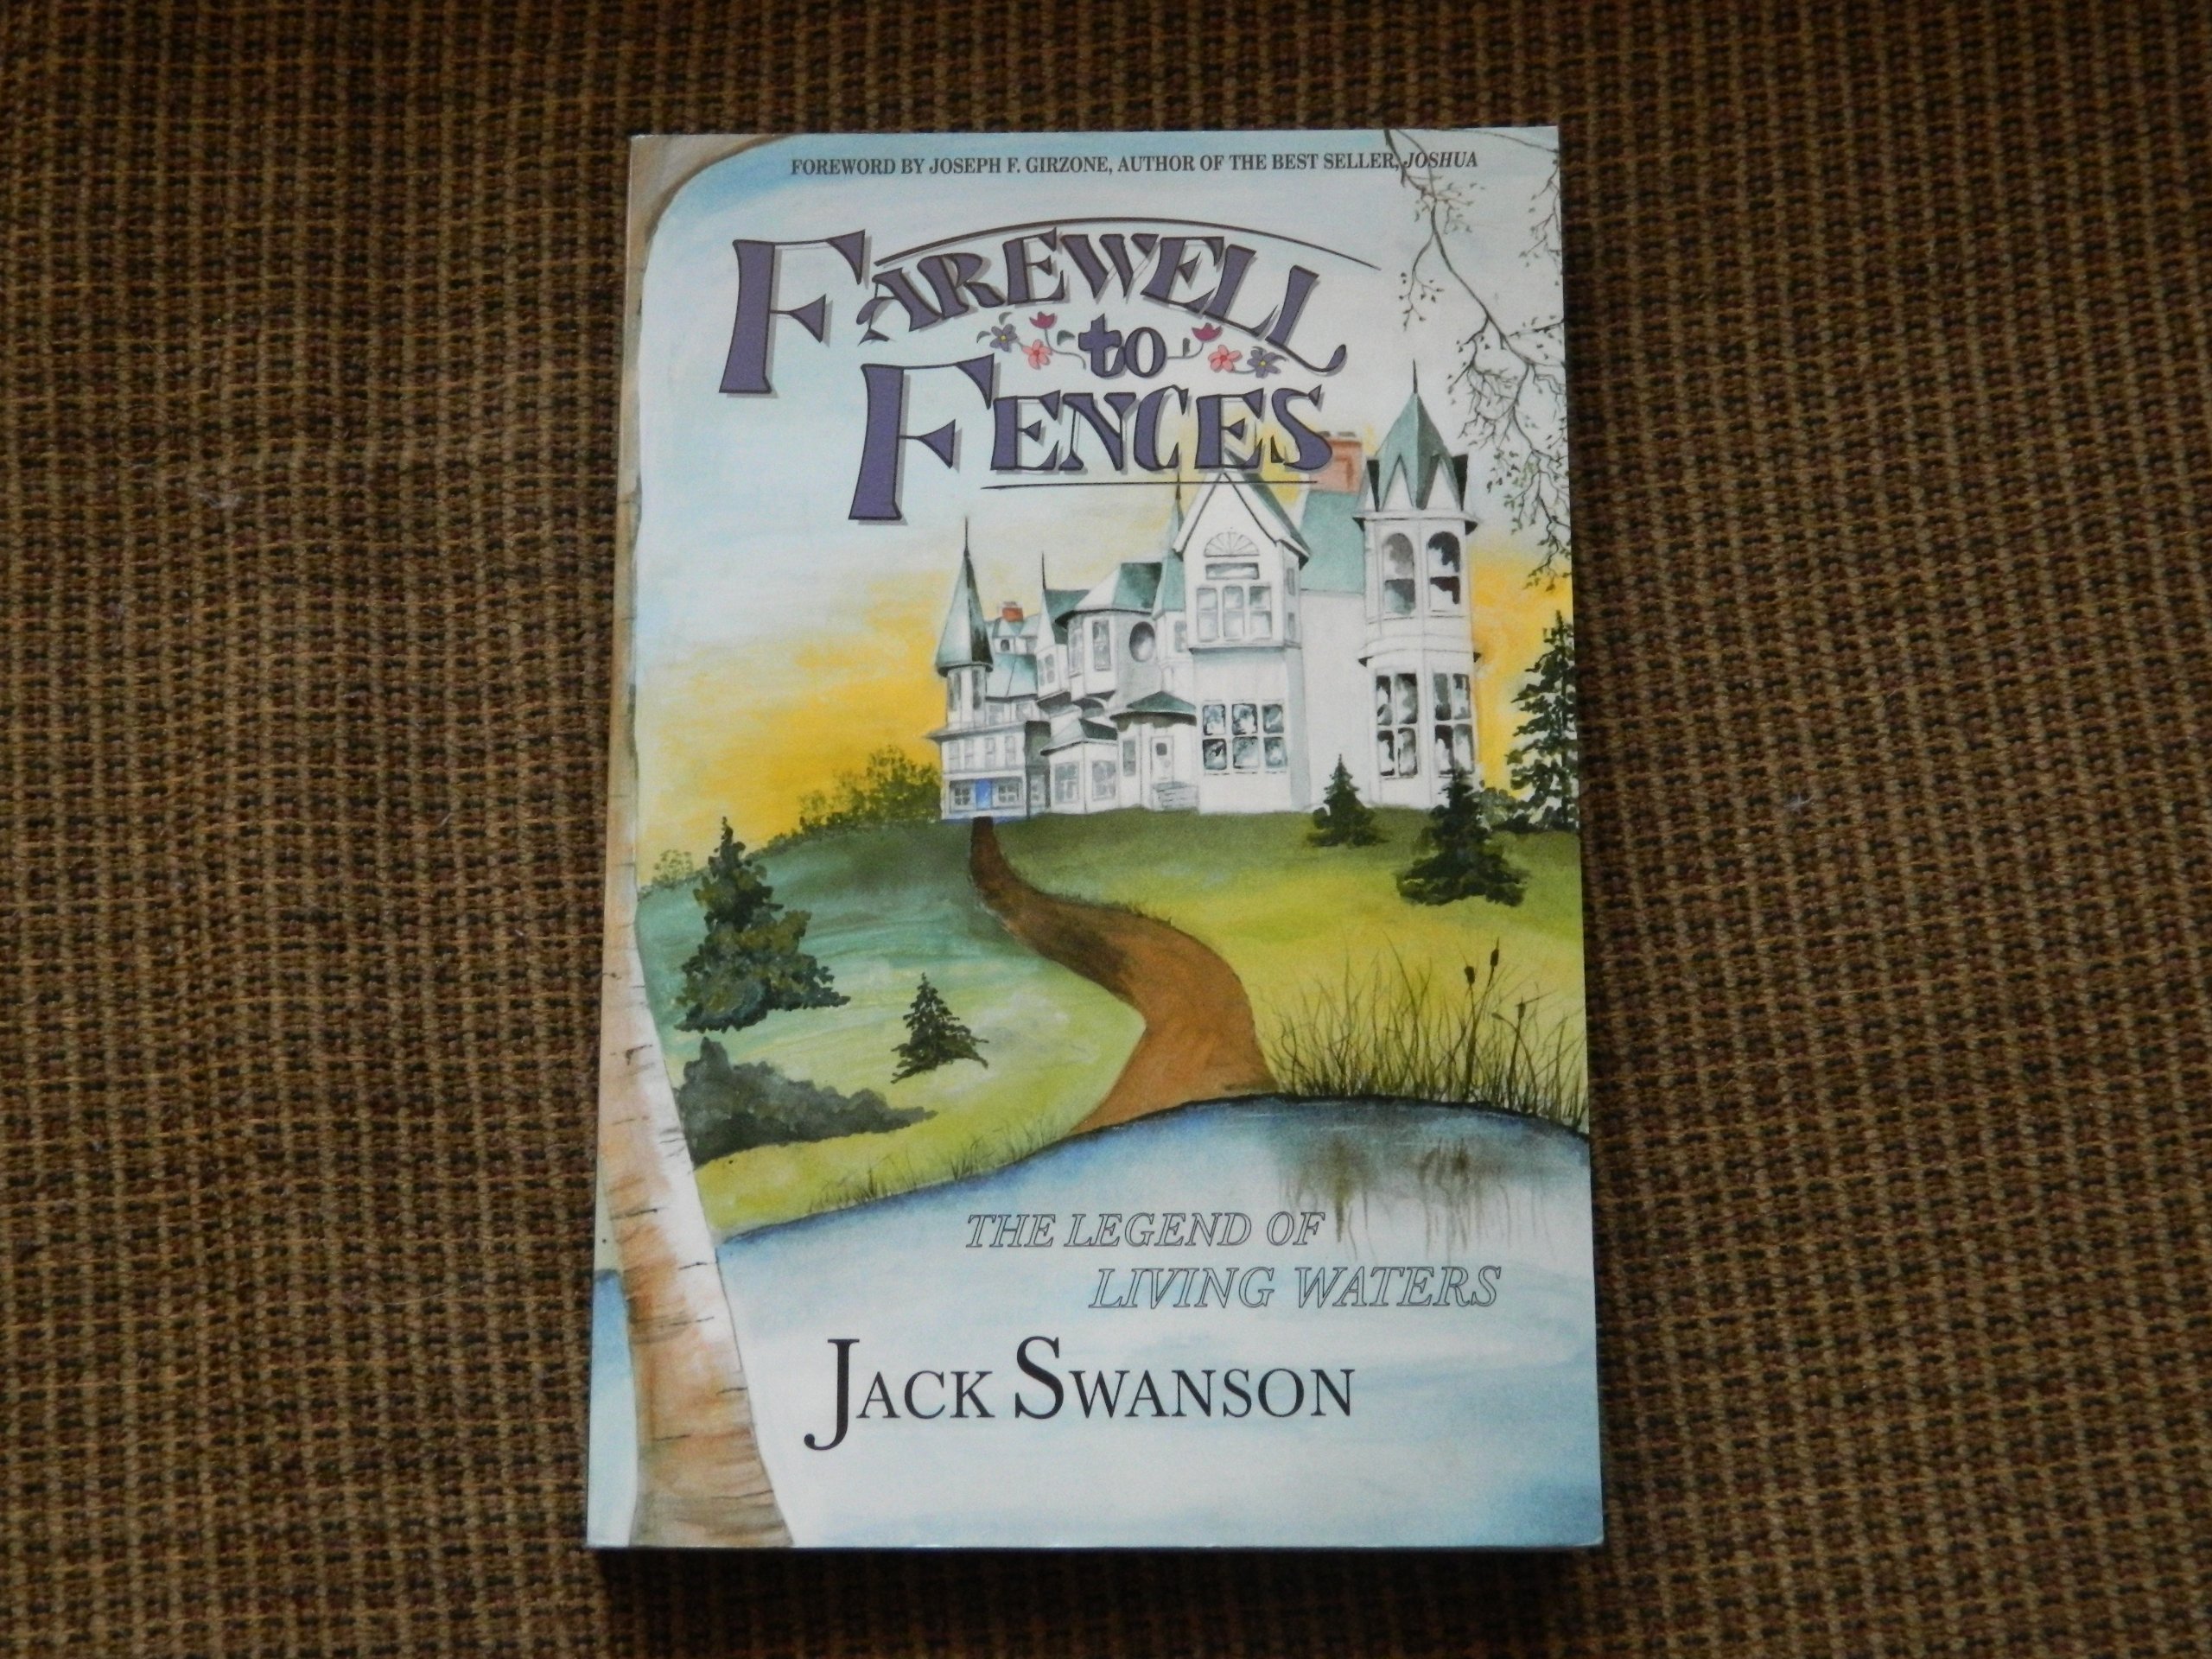 FOREWORD BY JOSEPH F. GIRZONE, AUTHOR OF THE BEST SELLER, JOSHUA
FAREWELL
to
FENCES
THE LEGEND OF
LIVING WATERS
JACK SWANSON